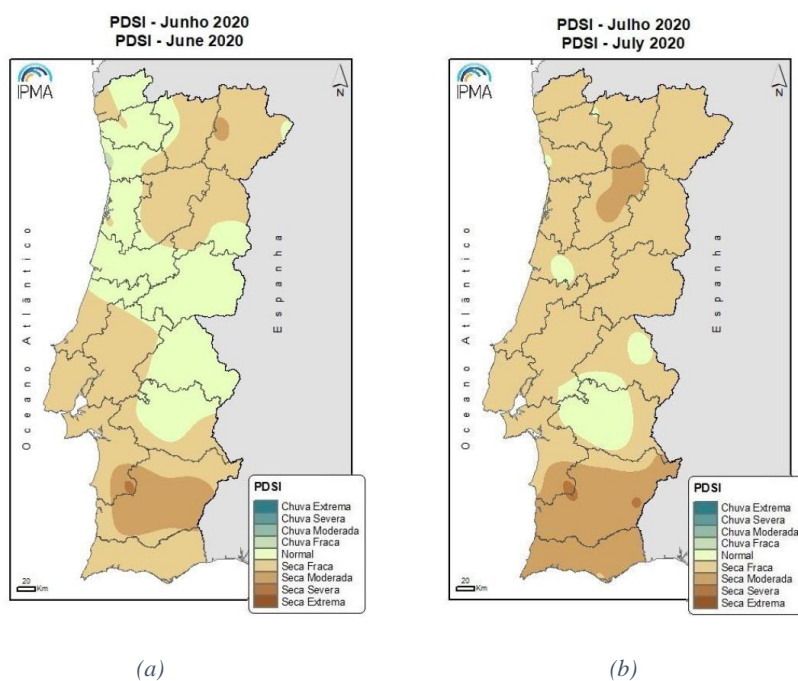 PDSI - Junho 2020
PDSI - June 2020
IPMA
N
Oceano Atlântico
Espanha
PDSI
Chuva Extrema
Chuva Severa
Chuva Moderada
Chuva Fraca
Normal
Seca Fraca
Seca Moderada
Seca Severa
Seca Extrema
20
Km
(a)
PDSI - Julho 2020
PDSI - July 2020
IPMA
N
Oceano Atlântico
Espanha
PDSI
Chuva Extrema
Chuva Severa
Chuva Moderada
Chuva Fraca
Normal
Seca Fraca
Seca Moderada
Seca Severa
Seca Extrema
20
Km
(b)